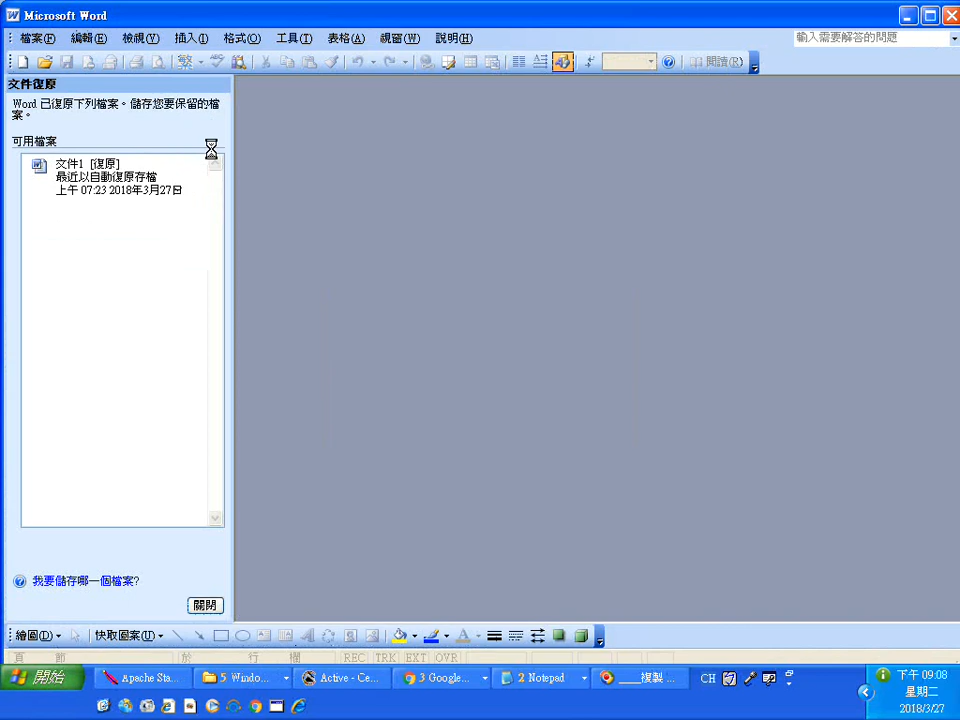 Microsoft Word
檔案(F) 編輯(E) 檢視(V) 插入(I) 格式(O) 工具(T) 表格(A) 視窗(W) 說明(H) 輸入需要解答的問題
繁 閱讀(R)
文件復原
Word 已復原下列檔案。儲存您要保留的檔
案。
可用檔案
文件1 [復原]
最近以自動復原存檔
上午 07:23 2018年3月27日
我要儲存哪一個檔案?
關閉
繪圖(D) 快取圖案(U)
頁 節 於 行 欄 REC TRK EXT OVR
開始 Apache Sta... 5 Windo... Active - Ce... 3 Google... 2 Notepad ____複製 ... CH
下午 09:08
星期二
2018/3/27